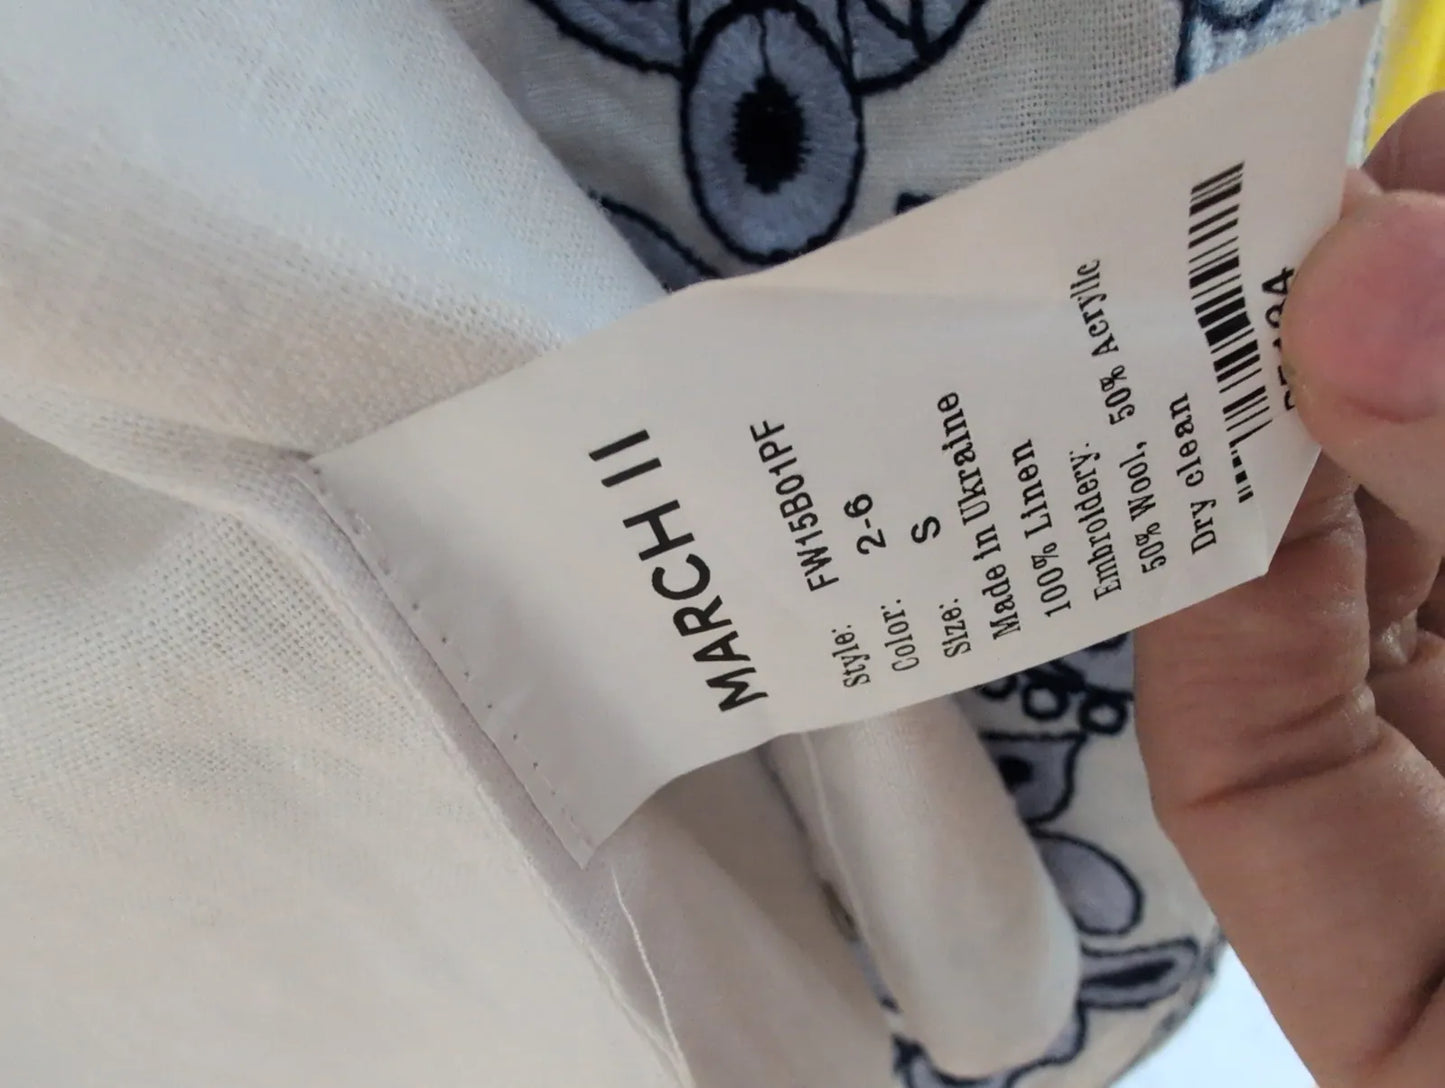 MARCH II
Style: FW15B01PF
Color: 2-6
Size: S
Made in Ukraine
100% Linen
Embroidery:
50% Wool, 50% Acrylic
Dry clean